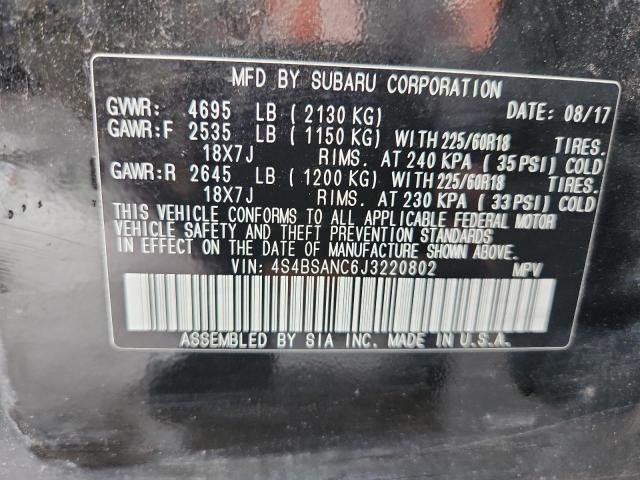 MFD BY SUBARU CORPORATION
GVWR: 4695 LB ( 2130 KG) DATE: 08/17
GAWR:F 2535 LB ( 1150 KG) WITH 225/60R18 TIRES.
18X7J RIMS. AT 240 KPA ( 35 PSI) COLD
GAWR:R 2645 LB ( 1200 KG) WITH 225/60R18 TIRES.
18X7J RIMS. AT 230 KPA ( 33 PSI) COLD
THIS VEHICLE CONFORMS TO ALL APPLICABLE FEDERAL MOTOR
VEHICLE SAFETY AND THEFT PREVENTION STANDARDS
IN EFFECT ON THE DATE OF MANUFACTURE SHOWN ABOVE.
VIN: 4S4BSANC6J3220802 MPV
ASSEMBLED BY SIA INC. MADE IN U.S.A.